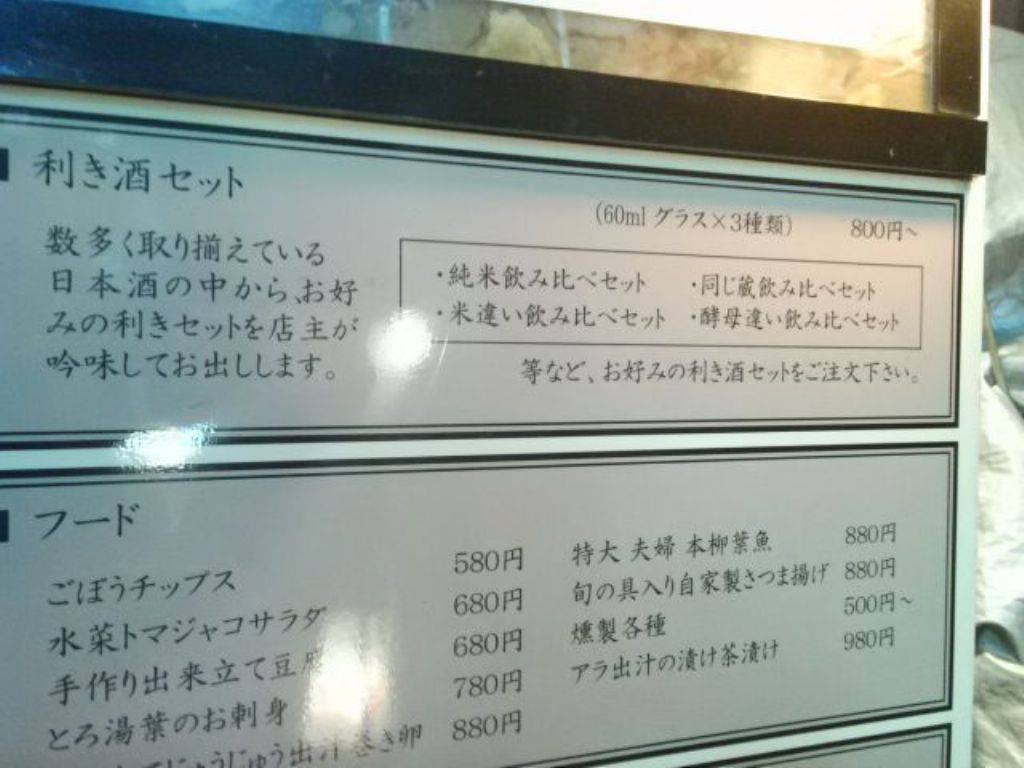 利き酒セット
(60ml グラス×3種類) 800円~
数多く取り揃えている
日本酒の中から、お好
みの利きセットを店主が
吟味してお出しします。
・純米飲み比べセット ・同じ蔵飲み比べセット
・米違い飲み比べセット ・酵母違い飲み比べセット
等など、お好みの利き酒セットをご注文下さい。
フード
ごぼうチップス 580円
水菜トマジャコサラダ 680円
手作り出来立て豆腐 680円
とろ湯葉のお刺身 780円
じゅうじゅう出汁巻き卵 880円
特大 夫婦 本柳葉魚 880円
旬の具入り自家製さつま揚げ 880円
燻製各種 500円~
アラ出汁の漬け茶漬け 980円